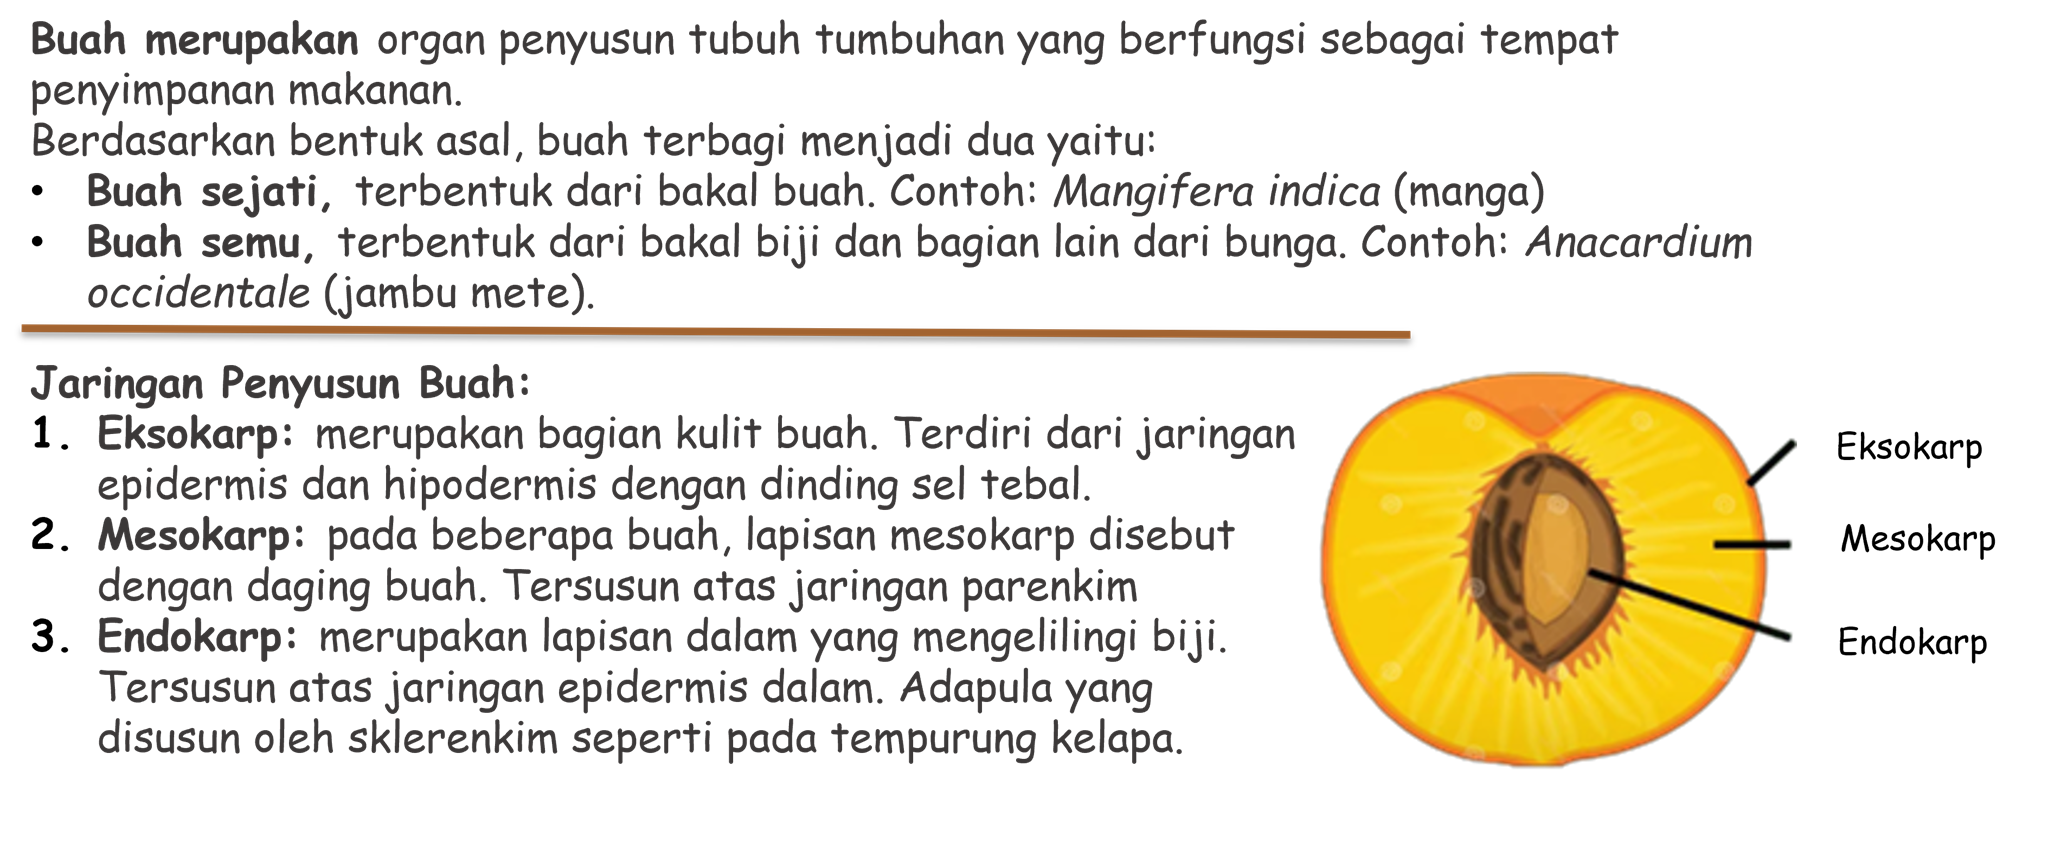 Buah merupakan organ penyusun tubuh tumbuhan yang berfungsi sebagai tempat
penyimpanan makanan.
Berdasarkan bentuk asal, buah terbagi menjadi dua yaitu:
• Buah sejati, terbentuk dari bakal buah. Contoh: Mangifera indica (manga)
• Buah semu, terbentuk dari bakal biji dan bagian lain dari bunga. Contoh: Anacardium
occidentale (jambu mete).
Jaringan Penyusun Buah:
1. Eksokarp: merupakan bagian kulit buah. Terdiri dari jaringan
epidermis dan hipodermis dengan dinding sel tebal.
2. Mesokarp: pada beberapa buah, lapisan mesokarp disebut
dengan daging buah. Tersusun atas jaringan parenkim
3. Endokarp: merupakan lapisan dalam yang mengelilingi biji.
Tersusun atas jaringan epidermis dalam. Adapula yang
disusun oleh sklerenkim seperti pada tempurung kelapa.
Eksokarp
Mesokarp
Endokarp